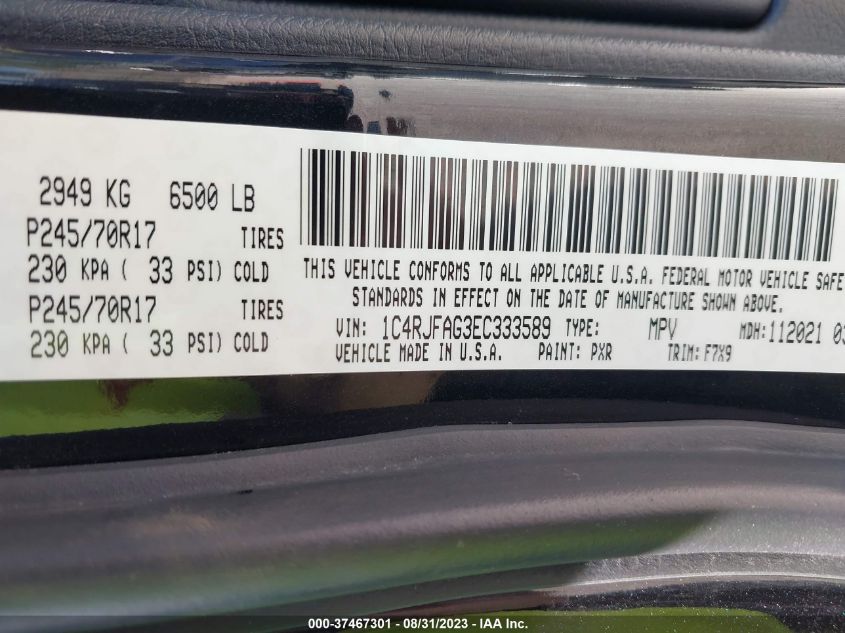 2949 KG 6500 LB
P245/70R17 TIRES
230 KPA ( 33 PSI) COLD
P245/70R17 TIRES
230 KPA ( 33 PSI) COLD
THIS VEHICLE CONFORMS TO ALL APPLICABLE U.S.A. FEDERAL MOTOR VEHICLE SAFE
STANDARDS IN EFFECT ON THE DATE OF MANUFACTURE SHOWN ABOVE.
VIN: 1C4RJFAG3EC333589 TYPE: MPV MDH:112021 03
VEHICLE MADE IN U.S.A. PAINT: PXR TRIM: F7X9
000-37467301 - 08/31/2023 - IAA Inc.